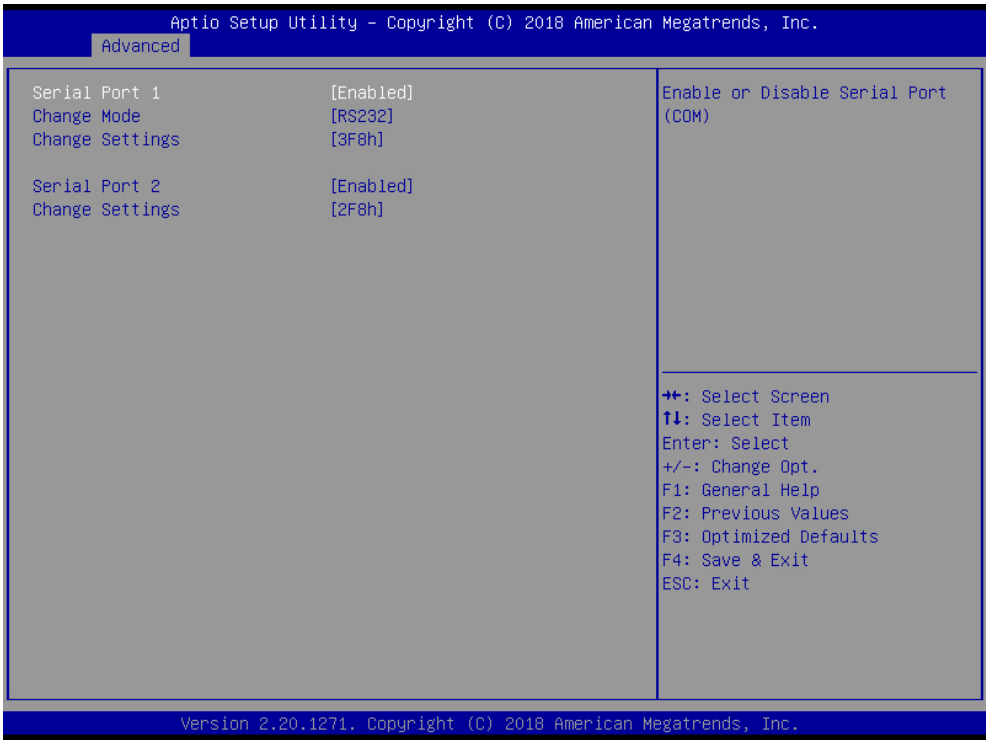 Aptio Setup Utility – Copyright (C) 2018 American Megatrends, Inc.
Advanced
Serial Port 1 [Enabled]
Change Mode [RS232]
Change Settings [3F8h]
Serial Port 2 [Enabled]
Change Settings [2F8h]
Enable or Disable Serial Port
(COM)
→←: Select Screen
↑↓: Select Item
Enter: Select
+/-: Change Opt.
F1: General Help
F2: Previous Values
F3: Optimized Defaults
F4: Save & Exit
ESC: Exit
Version 2.20.1271. Copyright (C) 2018 American Megatrends, Inc.